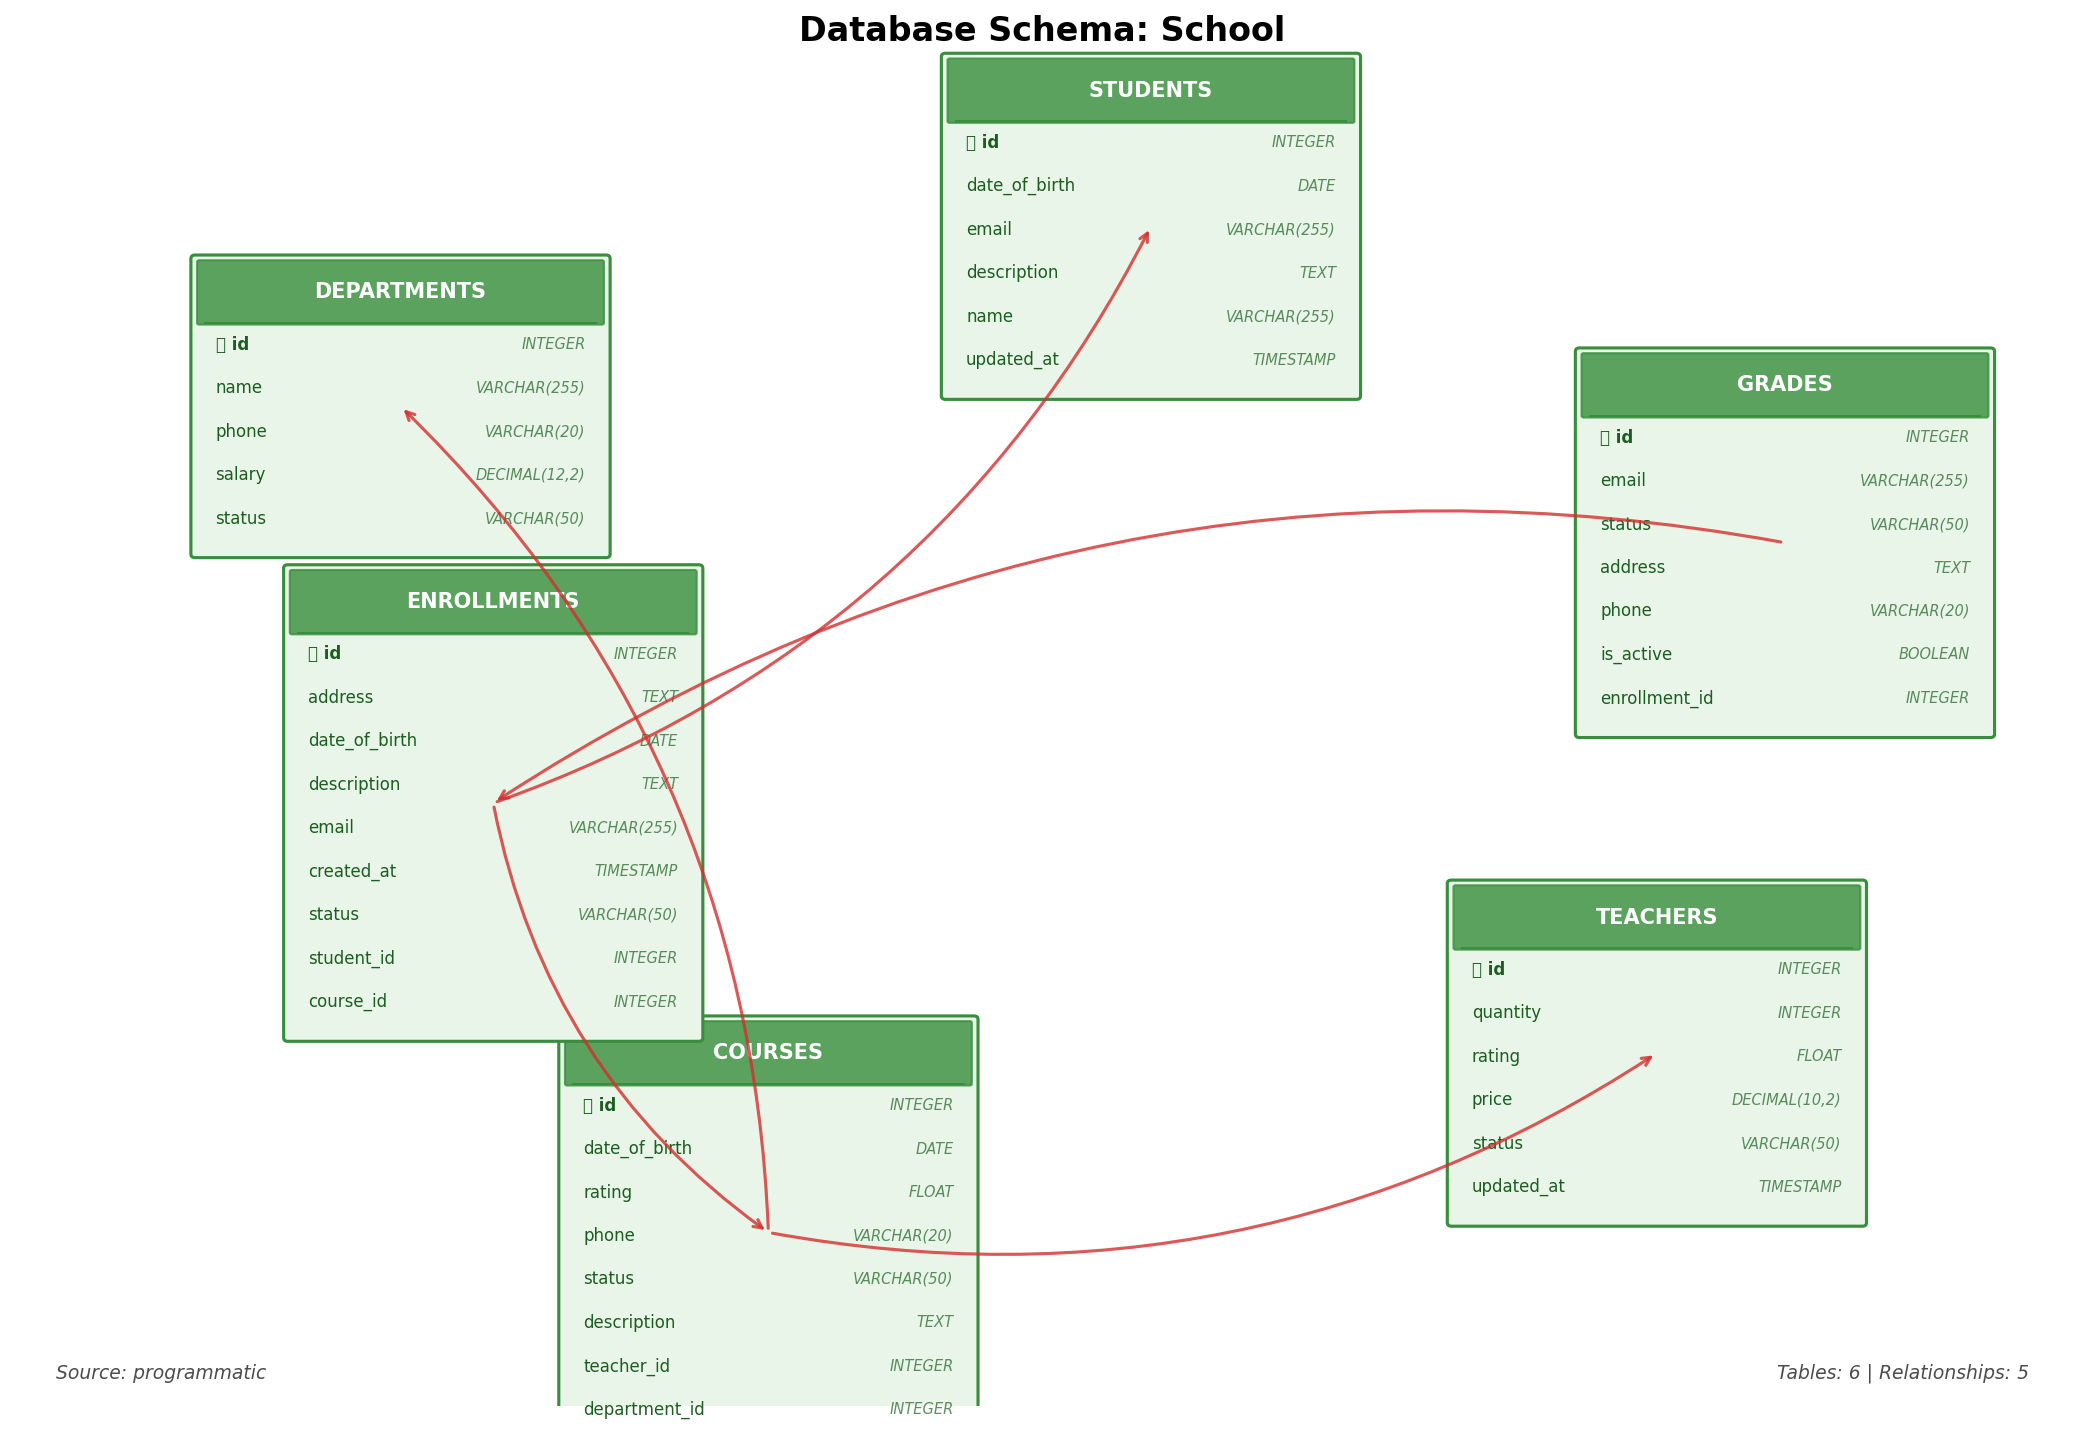 Database Schema: School
STUDENTS
id INTEGER
date_of_birth DATE
email VARCHAR(255)
description TEXT
name VARCHAR(255)
updated_at TIMESTAMP
DEPARTMENTS
id INTEGER
name VARCHAR(255)
phone VARCHAR(20)
salary DECIMAL(12,2)
status VARCHAR(50)
GRADES
id INTEGER
email VARCHAR(255)
status VARCHAR(50)
address TEXT
phone VARCHAR(20)
is_active BOOLEAN
enrollment_id INTEGER
ENROLLMENTS
id INTEGER
address TEXT
date_of_birth DATE
description TEXT
email VARCHAR(255)
created_at TIMESTAMP
status VARCHAR(50)
student_id INTEGER
course_id INTEGER
TEACHERS
id INTEGER
quantity INTEGER
rating FLOAT
price DECIMAL(10,2)
status VARCHAR(50)
updated_at TIMESTAMP
COURSES
id INTEGER
date_of_birth DATE
rating FLOAT
phone VARCHAR(20)
status VARCHAR(50)
description TEXT
teacher_id INTEGER
department_id INTEGER
Source: programmatic
Tables: 6 | Relationships: 5